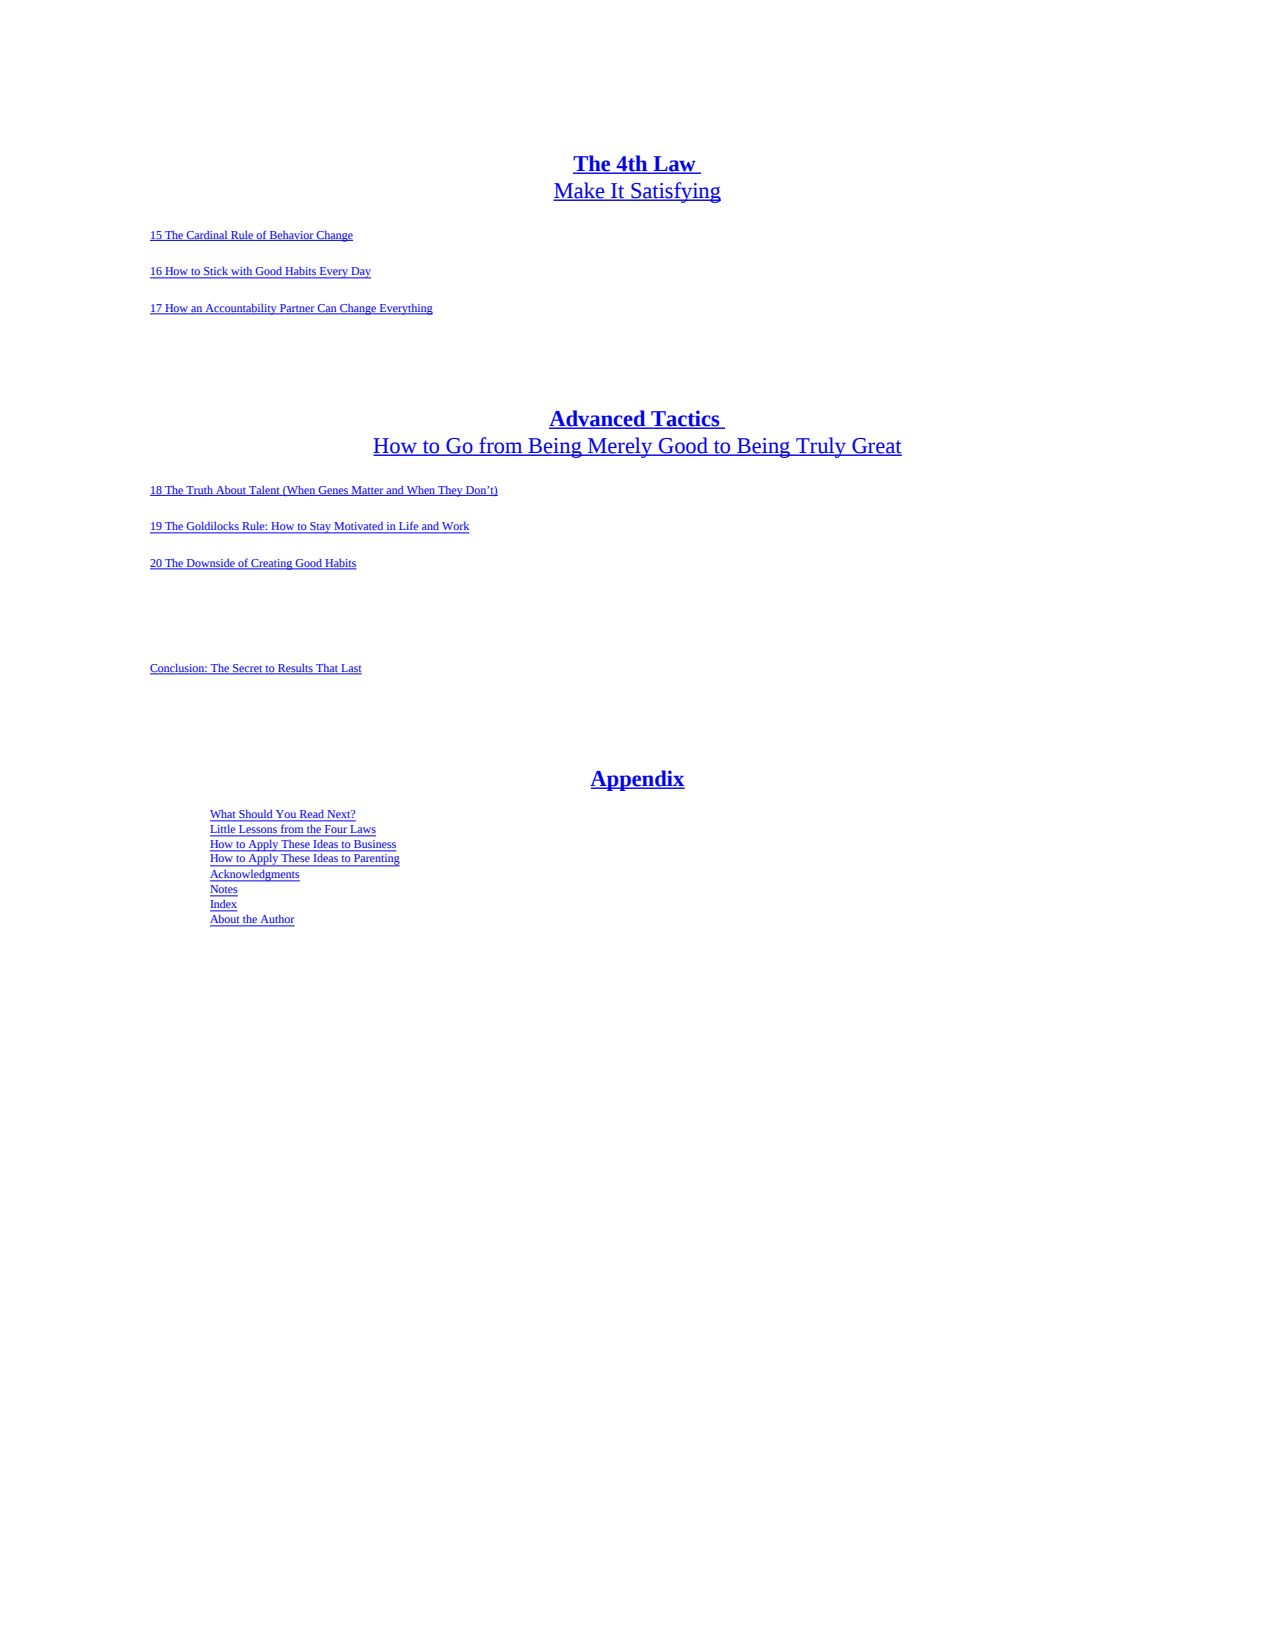 The 4th Law
Make It Satisfying
15 The Cardinal Rule of Behavior Change
16 How to Stick with Good Habits Every Day
17 How an Accountability Partner Can Change Everything
Advanced Tactics
How to Go from Being Merely Good to Being Truly Great
18 The Truth About Talent (When Genes Matter and When They Don’t)
19 The Goldilocks Rule: How to Stay Motivated in Life and Work
20 The Downside of Creating Good Habits
Conclusion: The Secret to Results That Last
Appendix
What Should You Read Next?
Little Lessons from the Four Laws
How to Apply These Ideas to Business
How to Apply These Ideas to Parenting
Acknowledgments
Notes
Index
About the Author